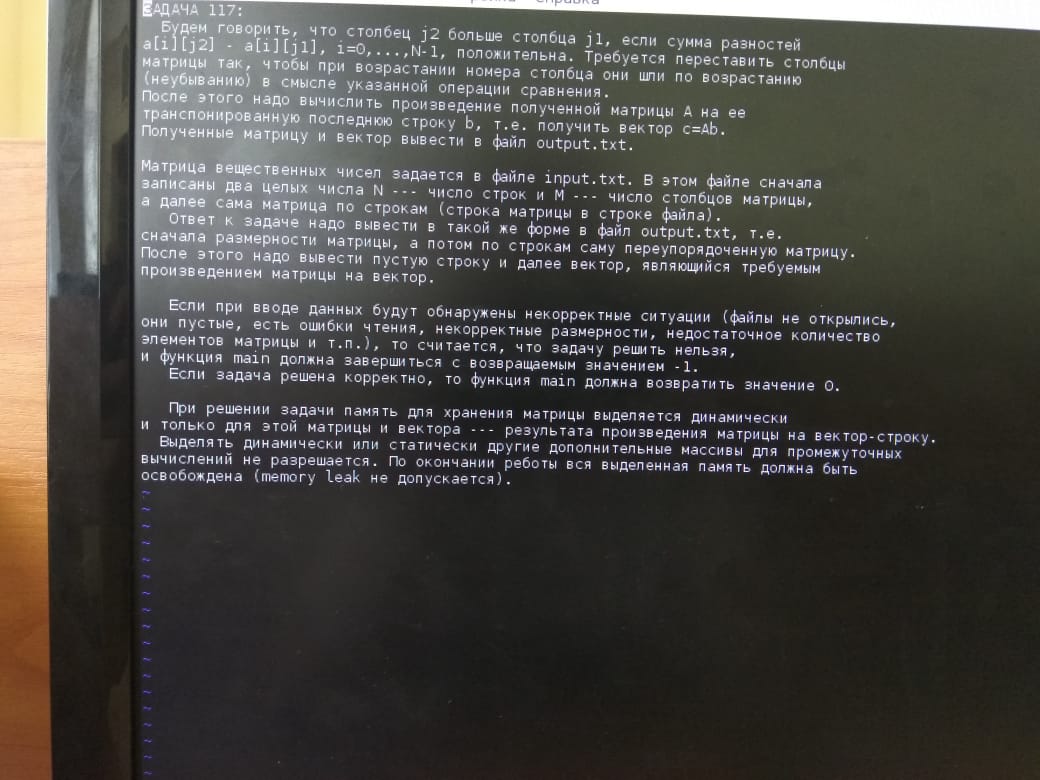 Справка
ЗАДАЧА 117:
Будем говорить, что столбец j2 больше столбца j1, если сумма разностей
a[i][j2] - a[i][j1], i=0,...,N-1, положительна. Требуется переставить столбцы
матрицы так, чтобы при возрастании номера столбца они шли по возрастанию
(неубыванию) в смысле указанной операции сравнения.
После этого надо вычислить произведение полученной матрицы A на ее
транспонированную последнюю строку b, т.е. получить вектор c=Ab.
Полученные матрицу и вектор вывести в файл output.txt.
Матрица вещественных чисел задается в файле input.txt. В этом файле сначала
записаны два целых числа N --- число строк и M --- число столбцов матрицы,
а далее сама матрица по строкам (строка матрицы в строке файла).
Ответ к задаче надо вывести в такой же форме в файл output.txt, т.е.
сначала размерности матрицы, а потом по строкам саму переупорядоченную матрицу.
После этого надо вывести пустую строку и далее вектор, являющийся требуемым
произведением матрицы на вектор.
Если при вводе данных будут обнаружены некорректные ситуации (файлы не открылись,
они пустые, есть ошибки чтения, некорректные размерности, недостаточное количество
элементов матрицы и т.п.), то считается, что задачу решить нельзя,
и функция main должна завершиться с возвращаемым значением -1.
Если задача решена корректно, то функция main должна возвратить значение 0.
При решении задачи память для хранения матрицы выделяется динамически
и только для этой матрицы и вектора --- результата произведения матрицы на вектор-строку.
Выделять динамически или статически другие дополнительные массивы для промежуточных
вычислений не разрешается. По окончании работы вся выделенная память должна быть
освобождена (memory leak не допускается).